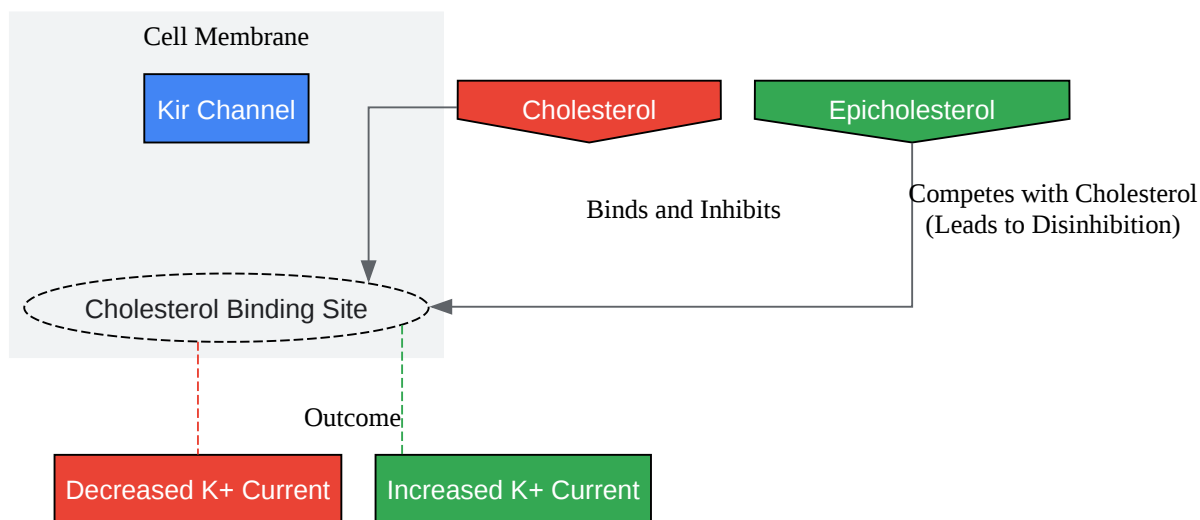 Cell Membrane
Kir Channel
Cholesterol
Epicholesterol
Binds and Inhibits
Competes with Cholesterol
(Leads to Disinhibition)
Cholesterol Binding Site
Outcome
Decreased K+ Current
Increased K+ Current